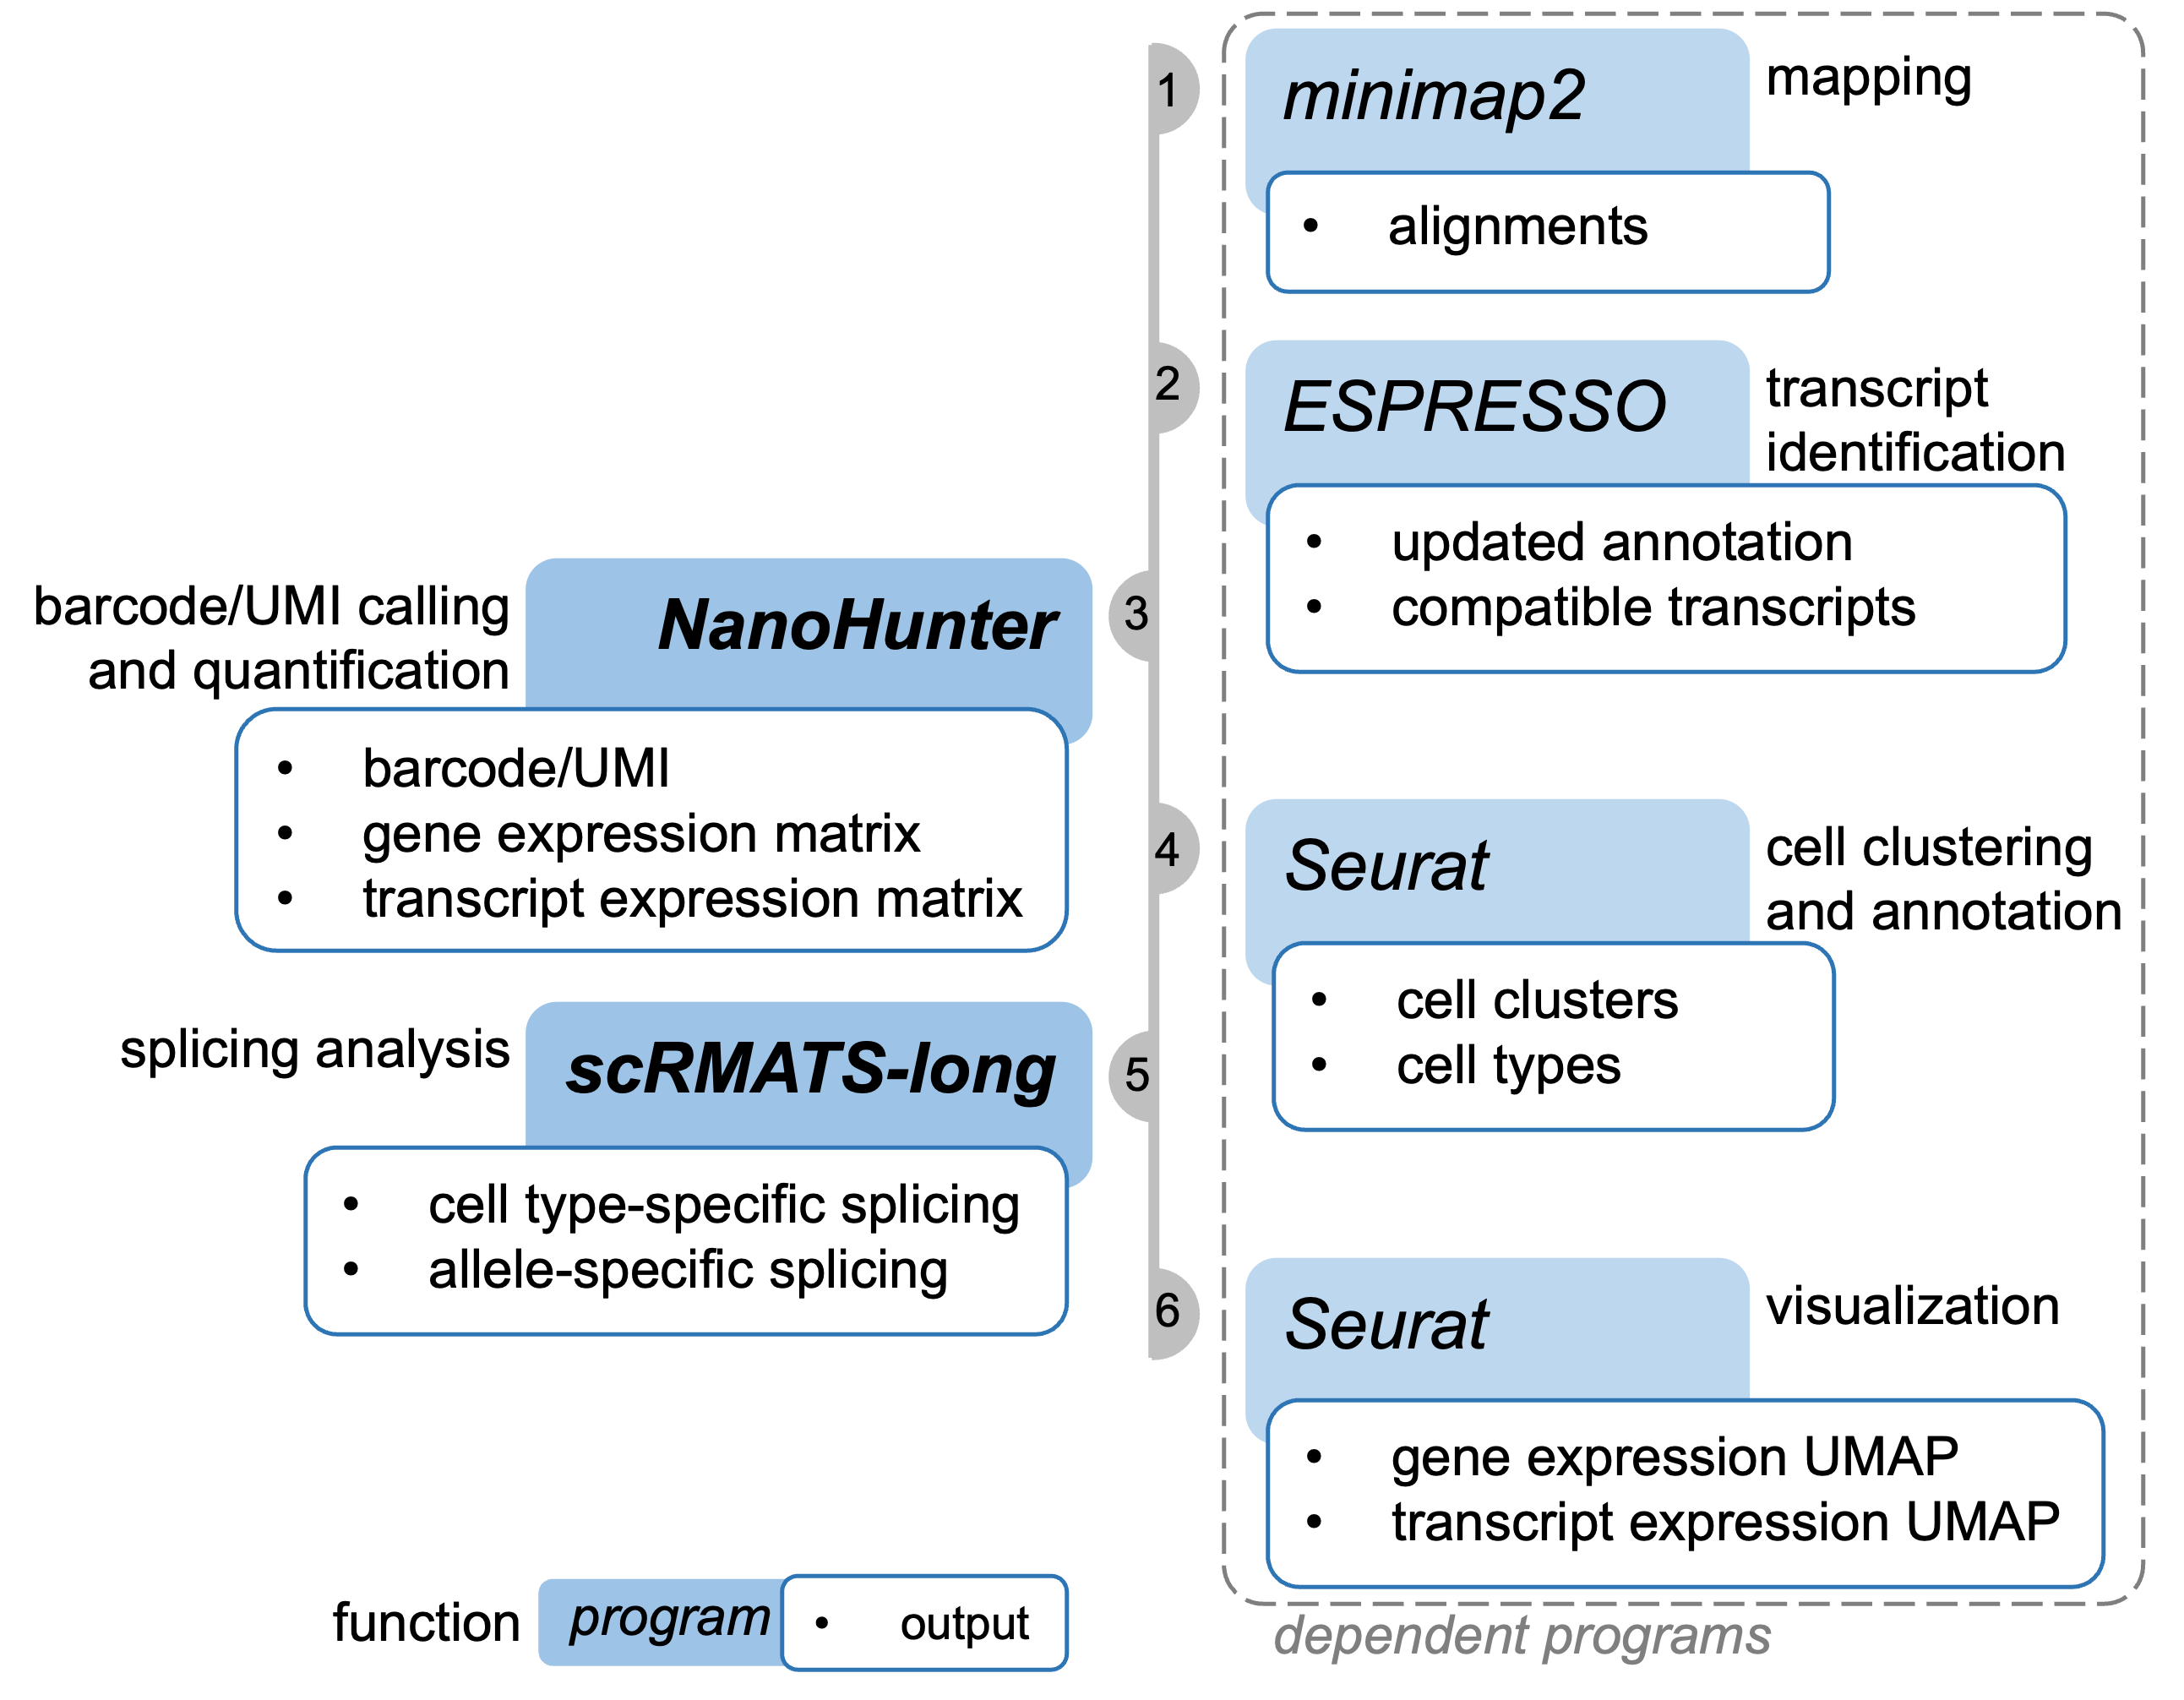 1
minimap2
mapping
• alignments
2
ESPRESSO
transcript
identification
• updated annotation
• compatible transcripts
barcode/UMI calling
and quantification
NanoHunter
3
• barcode/UMI
• gene expression matrix
• transcript expression matrix
4
Seurat
cell clustering
and annotation
• cell clusters
• cell types
splicing analysis
scRMATS-long
5
• cell type-specific splicing
• allele-specific splicing
6
Seurat
visualization
• gene expression UMAP
• transcript expression UMAP
function
program
• output
dependent programs